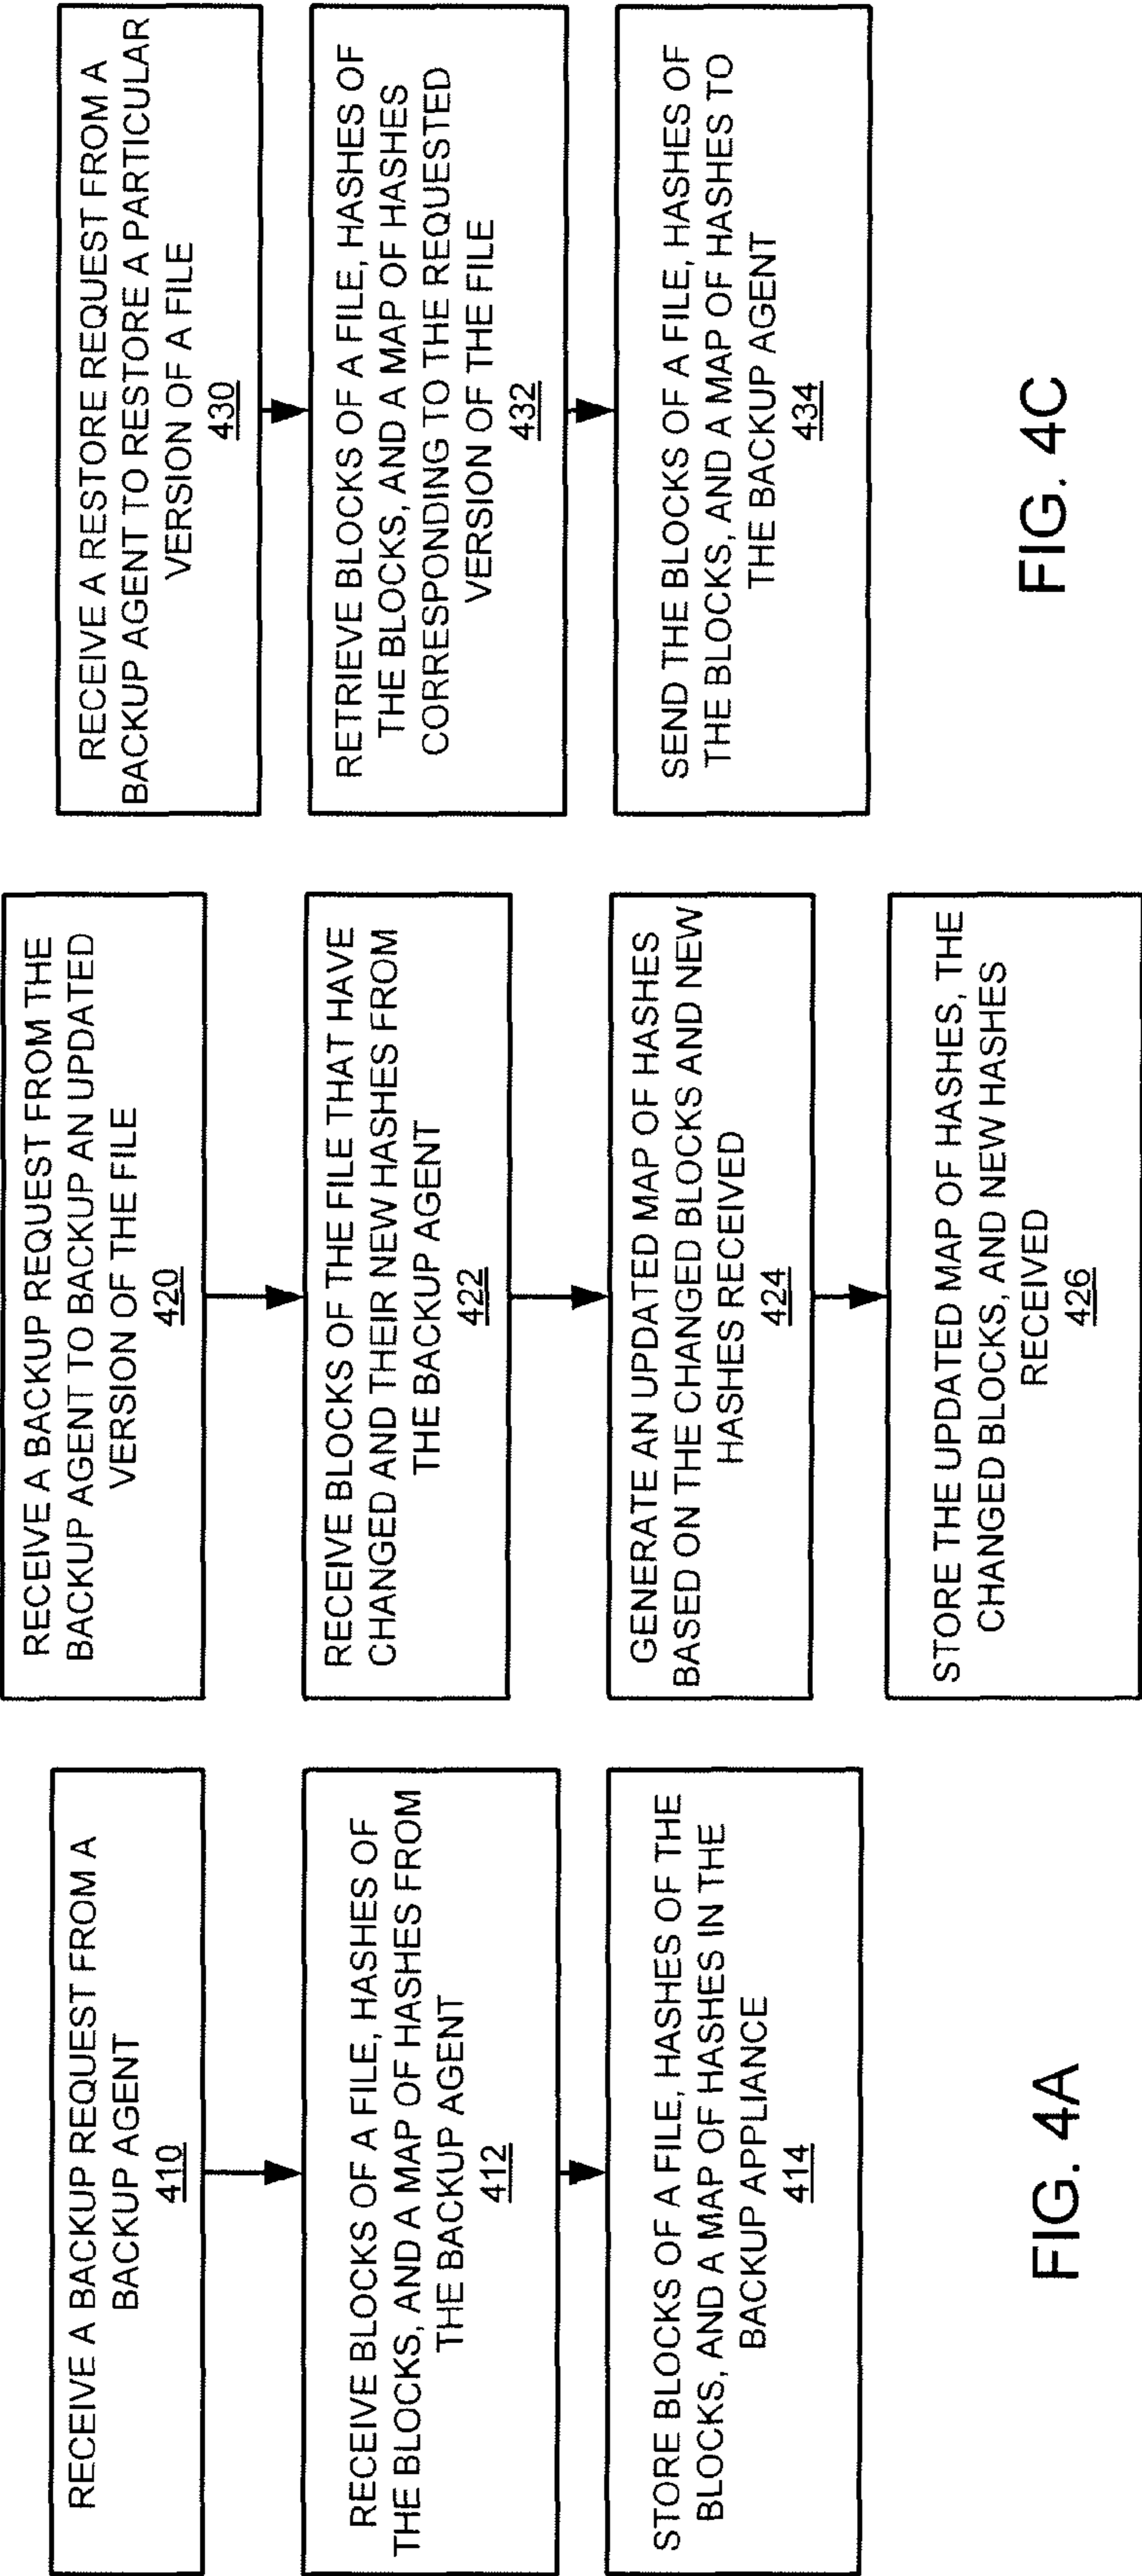 RECEIVE A BACKUP REQUEST FROM A
BACKUP AGENT
410
RECEIVE BLOCKS OF A FILE, HASHES OF
THE BLOCKS, AND A MAP OF HASHES FROM
THE BACKUP AGENT
412
STORE BLOCKS OF A FILE, HASHES OF THE
BLOCKS, AND A MAP OF HASHES IN THE
BACKUP APPLIANCE
414
FIG. 4A
RECEIVE A BACKUP REQUEST FROM THE
BACKUP AGENT TO BACKUP AN UPDATED
VERSION OF THE FILE
420
RECEIVE BLOCKS OF THE FILE THAT HAVE
CHANGED AND THEIR NEW HASHES FROM
THE BACKUP AGENT
422
GENERATE AN UPDATED MAP OF HASHES
BASED ON THE CHANGED BLOCKS AND NEW
HASHES RECEIVED
424
STORE THE UPDATED MAP OF HASHES, THE
CHANGED BLOCKS, AND NEW HASHES
RECEIVED
426
RECEIVE A RESTORE REQUEST FROM A
BACKUP AGENT TO RESTORE A PARTICULAR
VERSION OF A FILE
430
RETRIEVE BLOCKS OF A FILE, HASHES OF
THE BLOCKS, AND A MAP OF HASHES
CORRESPONDING TO THE REQUESTED
VERSION OF THE FILE
432
SEND THE BLOCKS OF A FILE, HASHES OF
THE BLOCKS, AND A MAP OF HASHES TO
THE BACKUP AGENT
434
FIG. 4C